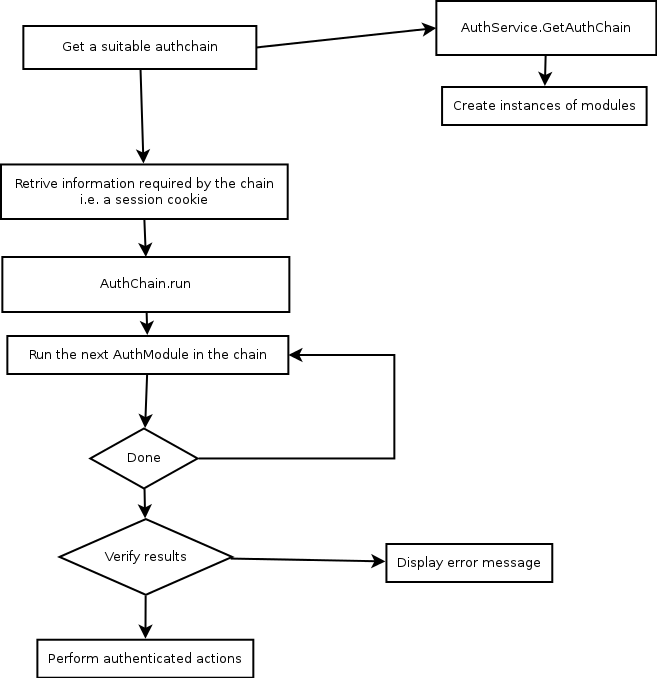 Get a suitable authchain
AuthService.GetAuthChain
Create instances of modules
Retrive information required by the chain
i.e. a session cookie
AuthChain.run
Run the next AuthModule in the chain
Done
Verify results
Display error message
Perform authenticated actions